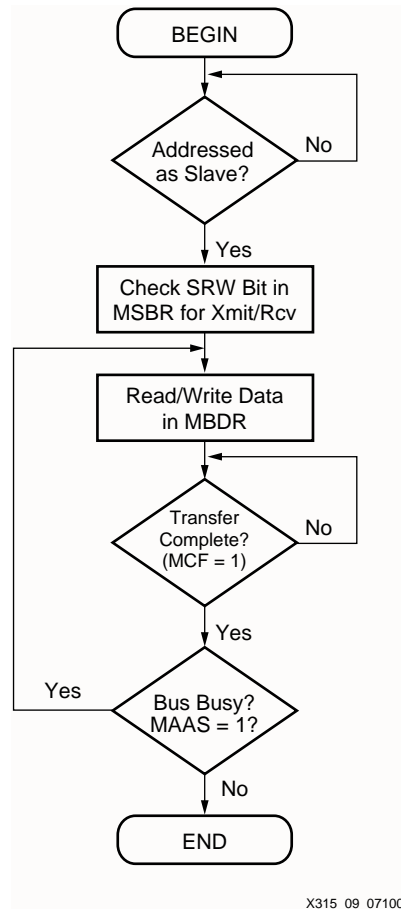 BEGIN
Addressed
as Slave?
No
Yes
Check SRW Bit in
MSBR for Xmit/Rcv
Read/Write Data
in MBDR
Transfer
Complete?
(MCF = 1)
No
Yes
Yes
Bus Busy?
MAAS = 1?
No
END
X315_09_07100